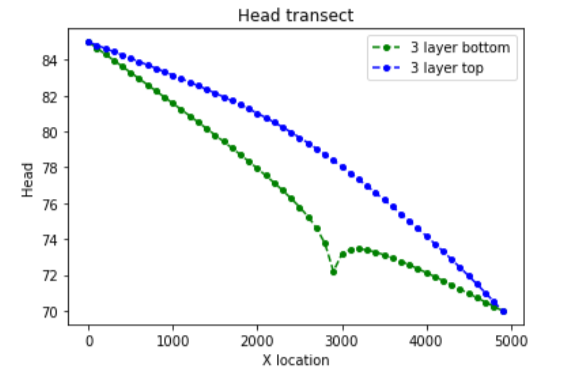 Head transect
3 layer bottom
3 layer top
84
82
80
78
76
74
72
70
Head
0
1000
2000
3000
4000
5000
X location